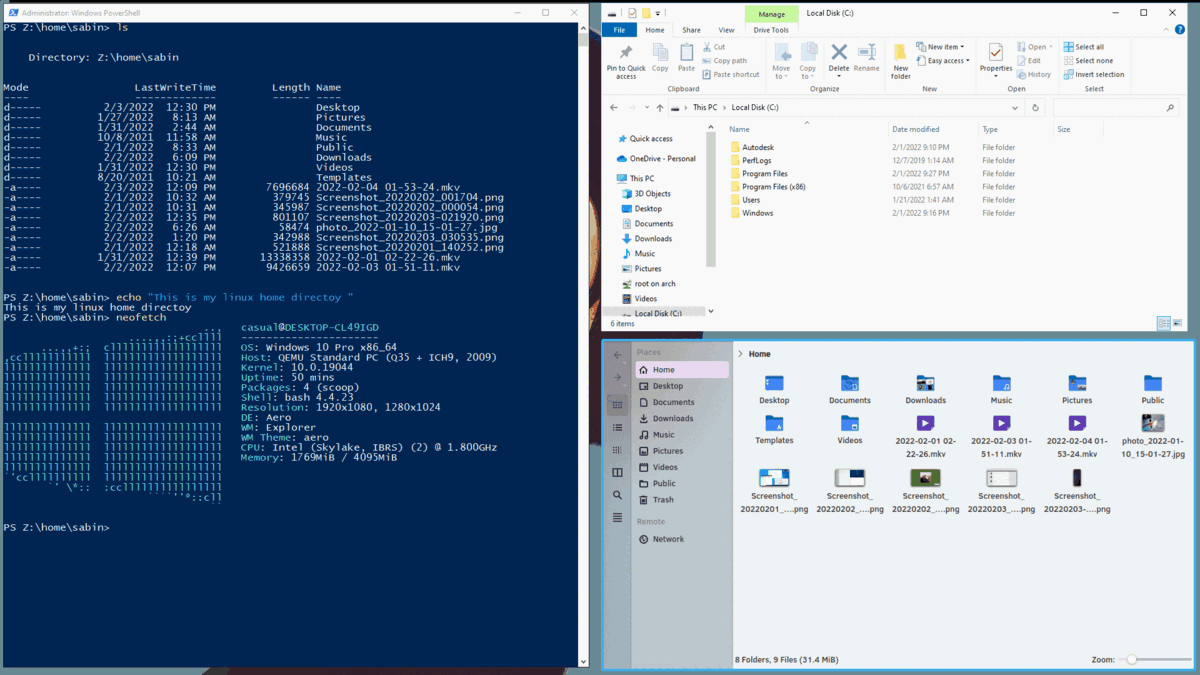 Administrator: Windows PowerShell
PS Z:\home\sabin> ls
Directory: Z:\home\sabin
Mode LastWriteTime Length Name
---- ------------- ------ ----
d----- 2/3/2022 12:30 PM Desktop
d----- 1/27/2022 8:13 AM Pictures
d----- 1/31/2022 2:44 AM Documents
d----- 10/8/2021 11:58 AM Music
d----- 2/1/2022 8:33 AM Public
d----- 2/2/2022 6:09 PM Downloads
d----- 1/31/2022 12:30 PM Videos
d----- 8/20/2021 10:21 AM Templates
-a---- 2/3/2022 12:09 PM 7696684 2022-02-04 01-53-24.mkv
-a---- 2/1/2022 10:32 AM 379745 Screenshot_20220202_001704.png
-a---- 2/1/2022 10:31 AM 345987 Screenshot_20220202_000054.png
-a---- 2/2/2022 12:35 PM 801107 Screenshot_20220203-021920.png
-a---- 2/2/2022 6:26 AM 58474 photo_2022-01-10_15-01-27.jpg
-a---- 2/2/2022 1:20 PM 342988 Screenshot_20220203_030535.png
-a---- 2/1/2022 12:18 AM 521888 Screenshot_20220201_140252.png
-a---- 1/31/2022 12:39 PM 13338358 2022-02-01 02-22-26.mkv
-a---- 2/2/2022 12:07 PM 9426659 2022-02-03 01-51-11.mkv
PS Z:\home\sabin> echo "This is my linux home directoy "
This is my linux home directoy
PS Z:\home\sabin> neofetch
casual@DESKTOP-CL49IGD
----------------------
OS: Windows 10 Pro x86_64
Host: QEMU Standard PC (Q35 + ICH9, 2009)
Kernel: 10.0.19044
Uptime: 50 mins
Packages: 4 (scoop)
Shell: bash 4.4.23
Resolution: 1920x1080, 1280x1024
DE: Aero
WM: Explorer
WM Theme: aero
CPU: Intel (Skylake, IBRS) (2) @ 1.800GHz
Memory: 1769MiB / 4095MiB
PS Z:\home\sabin>
Manage Local Disk (C:)
File Home Share View Drive Tools
Pin to Quick access
Copy
Paste
Cut
Copy path
Paste shortcut
Clipboard
Move to
Copy to
Delete
Rename
Organize
New folder
New item
Easy access
New
Properties
Open
Edit
History
Open
Select all
Select none
Invert selection
Select
This PC Local Disk (C:)
Quick access
OneDrive - Personal
This PC
3D Objects
Desktop
Documents
Downloads
Music
Pictures
root on arch
Videos
Local Disk (C:)
Name Date modified Type Size
Autodesk 2/1/2022 9:10 PM File folder
PerfLogs 12/7/2019 1:14 AM File folder
Program Files 2/1/2022 9:27 PM File folder
Program Files (x86) 10/6/2021 6:57 AM File folder
Users 1/21/2022 1:41 AM File folder
Windows 2/1/2022 9:16 PM File folder
6 items
Places
Home
Desktop
Documents
Downloads
Music
Pictures
Videos
Public
Trash
Remote
Network
Home
Desktop Documents Downloads Music Pictures Public
Templates Videos 2022-02-01 02-22-26.mkv 2022-02-03 01-51-11.mkv 2022-02-04 01-53-24.mkv photo_2022-01-10_15-01-27.jpg
Screenshot_20220201_....png Screenshot_20220202_....png Screenshot_20220202_....png Screenshot_20220203_....png Screenshot_20220203-....png
8 Folders, 9 Files (31.4 MiB)
Zoom: